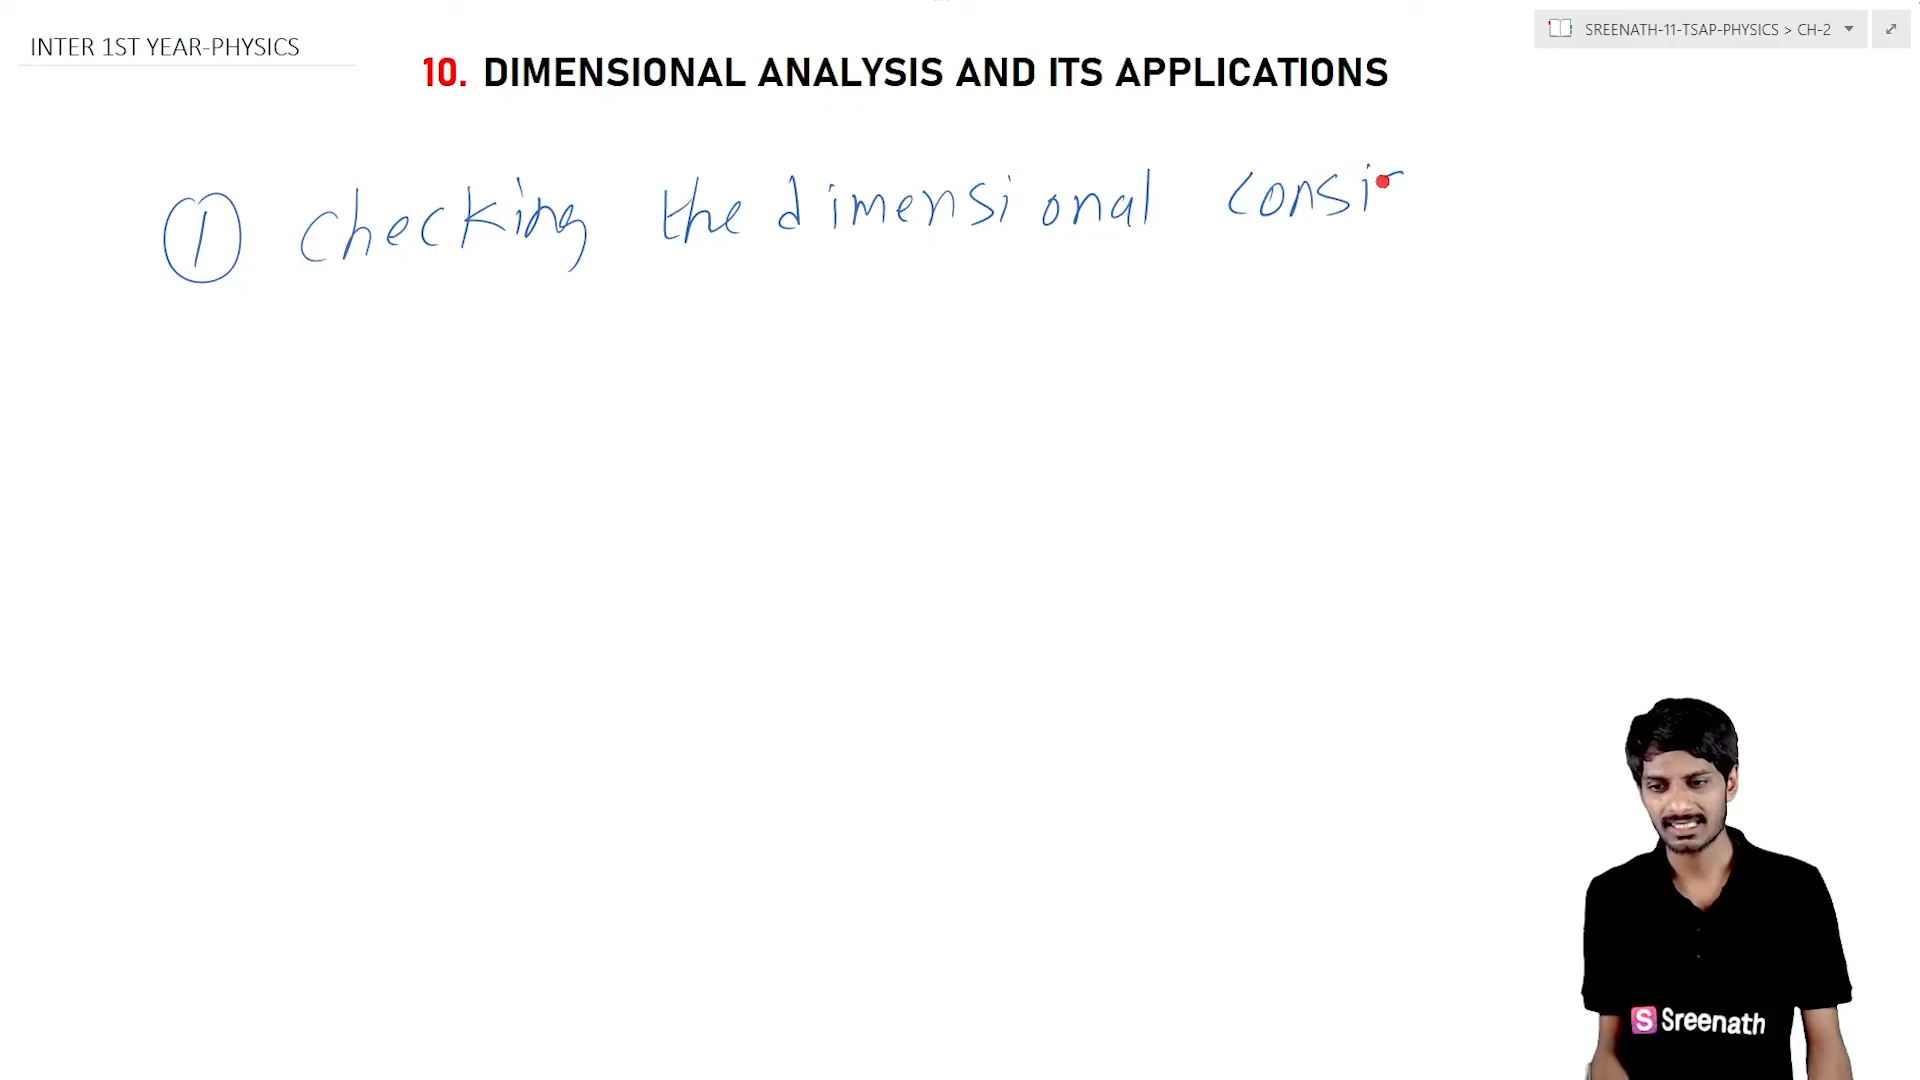 INTER 1ST YEAR-PHYSICS
SREENATH-11-TSAP-PHYSICS > CH-2
10. DIMENSIONAL ANALYSIS AND ITS APPLICATIONS
1 checking the dimensional consi
S Sreenath